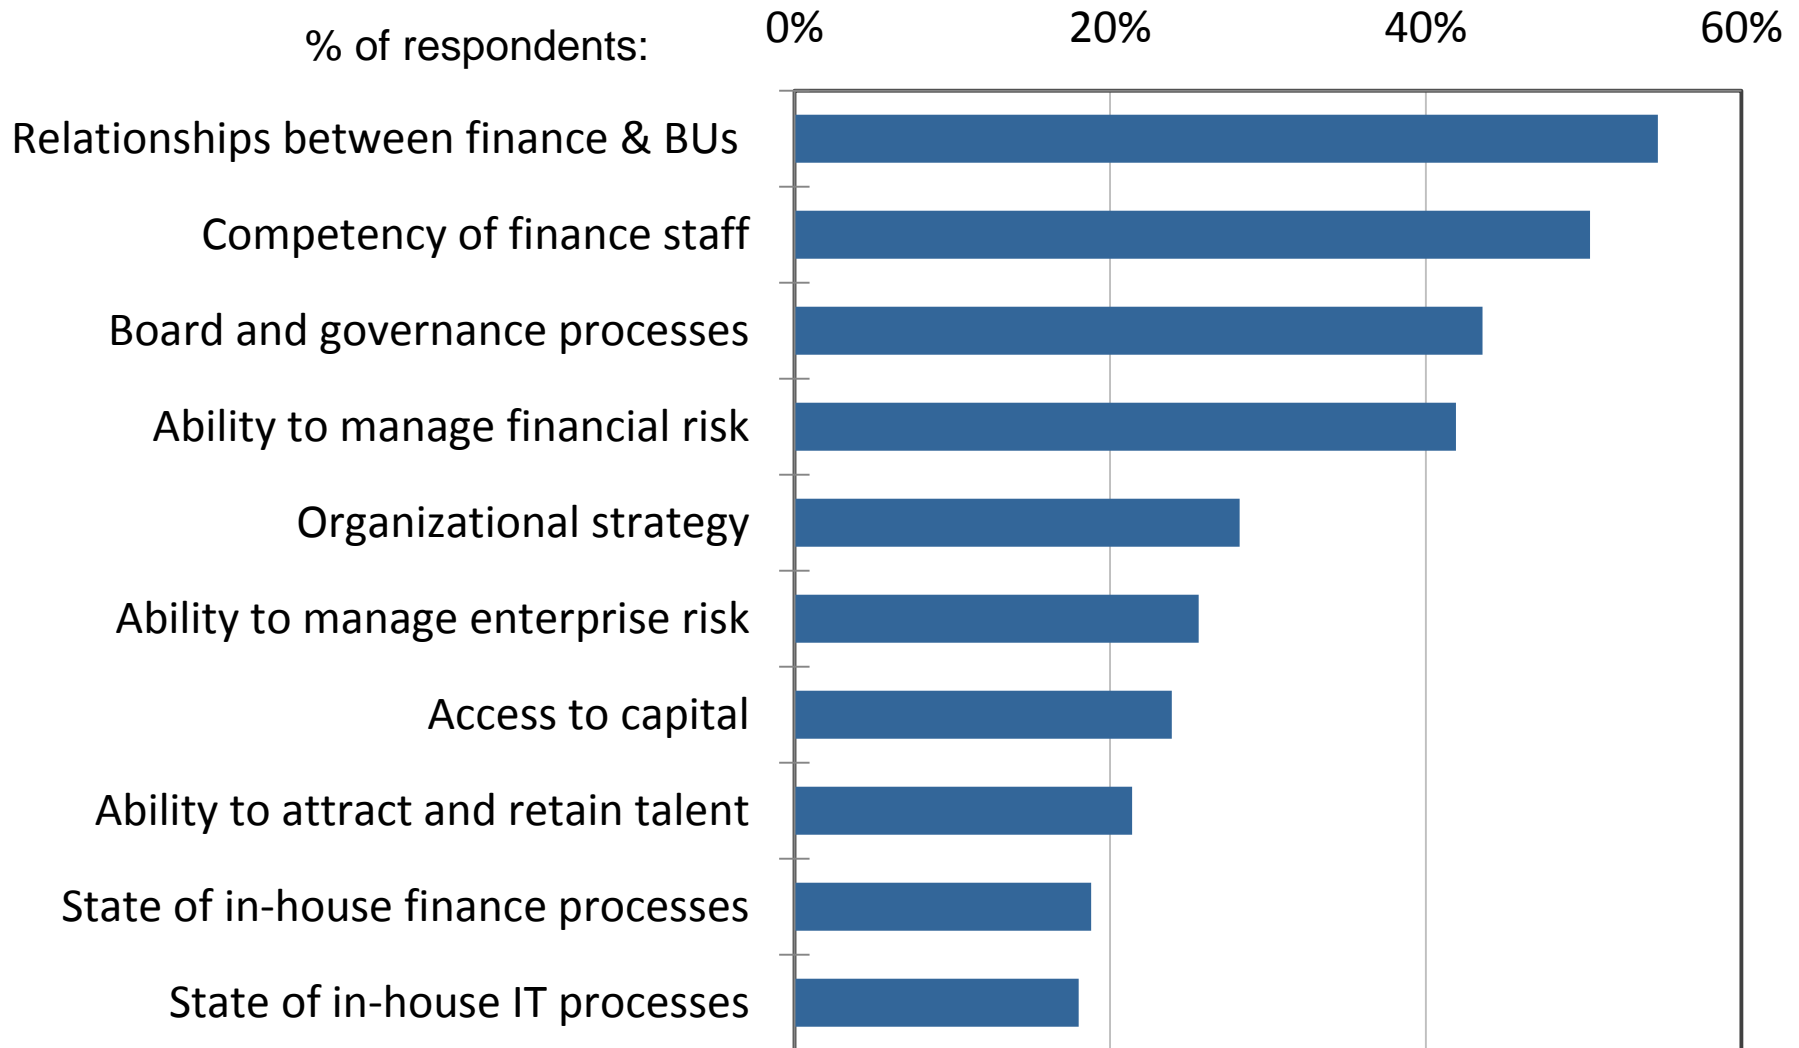 0% 20% 40% 60%
% of respondents:
Relationships between finance & BUs
Competency of finance staff
Board and governance processes
Ability to manage financial risk
Organizational strategy
Ability to manage enterprise risk
Access to capital
Ability to attract and retain talent
State of in-house finance processes
State of in-house IT processes